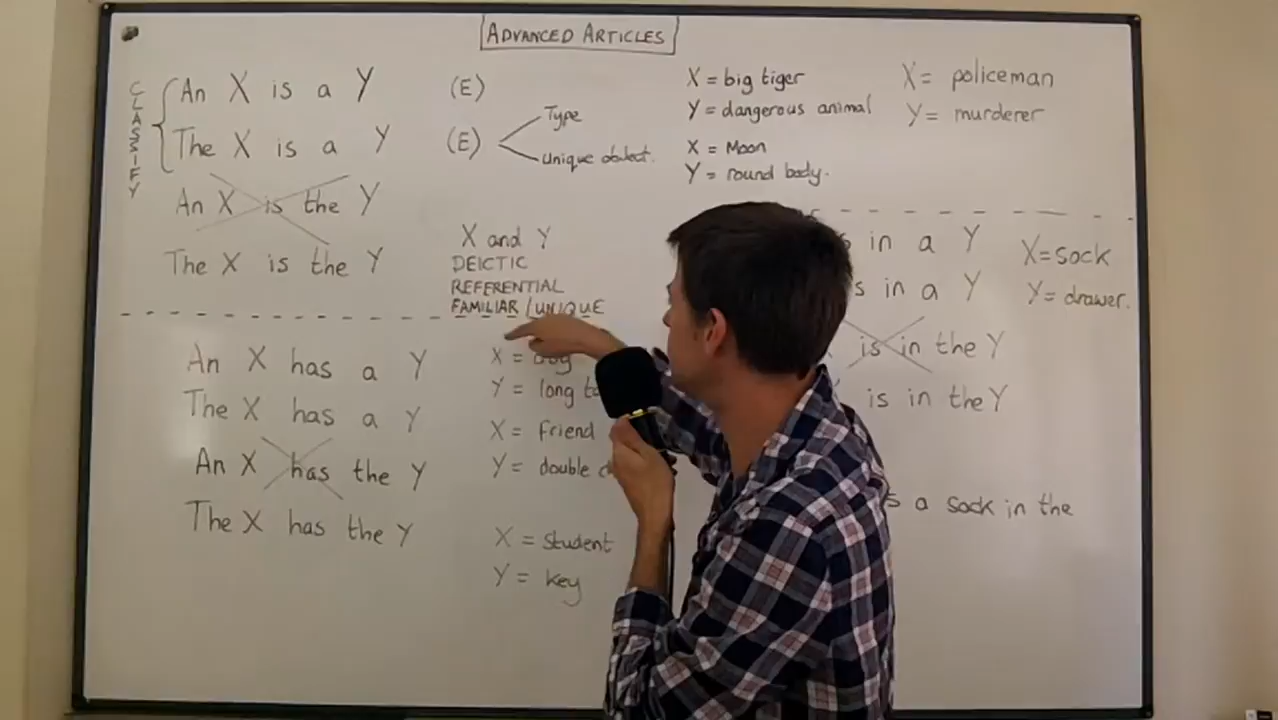 ADVANCED ARTICLES
CLASSIFY
An X is a Y
The X is a Y
An X is the Y
The X is the Y
(E)
(E)
Type
Unique object.
X = big tiger
Y = dangerous animal
X = Moon
Y = round body.
X = policeman
Y = murderer
X and Y
DEICTIC
REFERENTIAL
FAMILIAR / UNIQUE
An X has a Y
The X has a Y
An X has the Y
The X has the Y
X =
Y = long
X = Friend
Y = double
X = student
Y = key
in a Y
is in a Y
is in the Y
is in the Y
X = sock
Y = drawer.
a sock in the